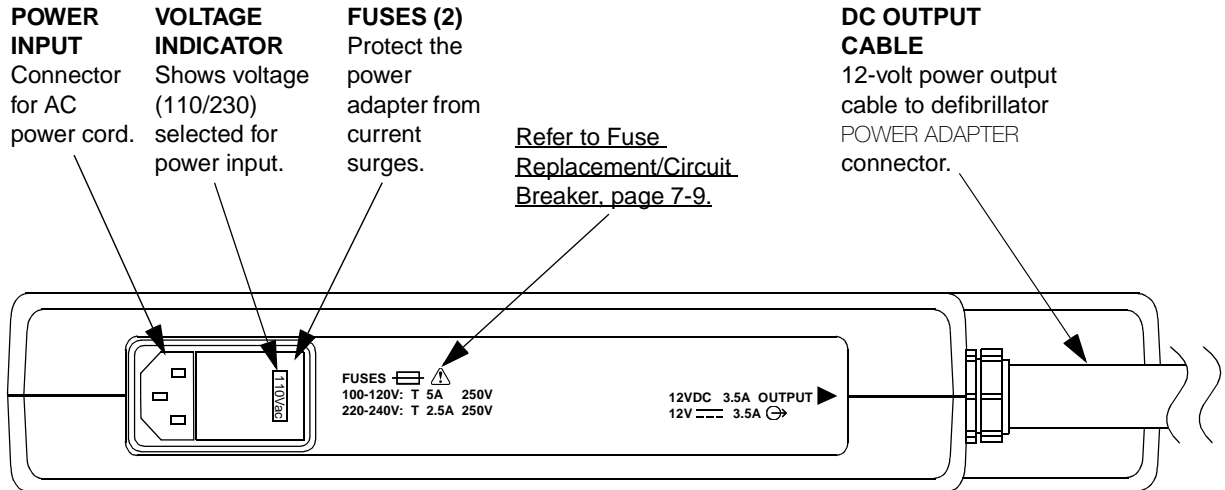 POWER
INPUT
Connector
for AC
power cord.
VOLTAGE
INDICATOR
Shows voltage
(110/230)
selected for
power input.
FUSES (2)
Protect the
power
adapter from
current
surges.
Refer to Fuse
Replacement/Circuit
Breaker, page 7-9.
DC OUTPUT
CABLE
12-volt power output
cable to defibrillator
POWER ADAPTER
connector.
110Vac
FUSES
100-120V: T 5A 250V
220-240V: T 2.5A 250V
12VDC 3.5A OUTPUT
12V 3.5A